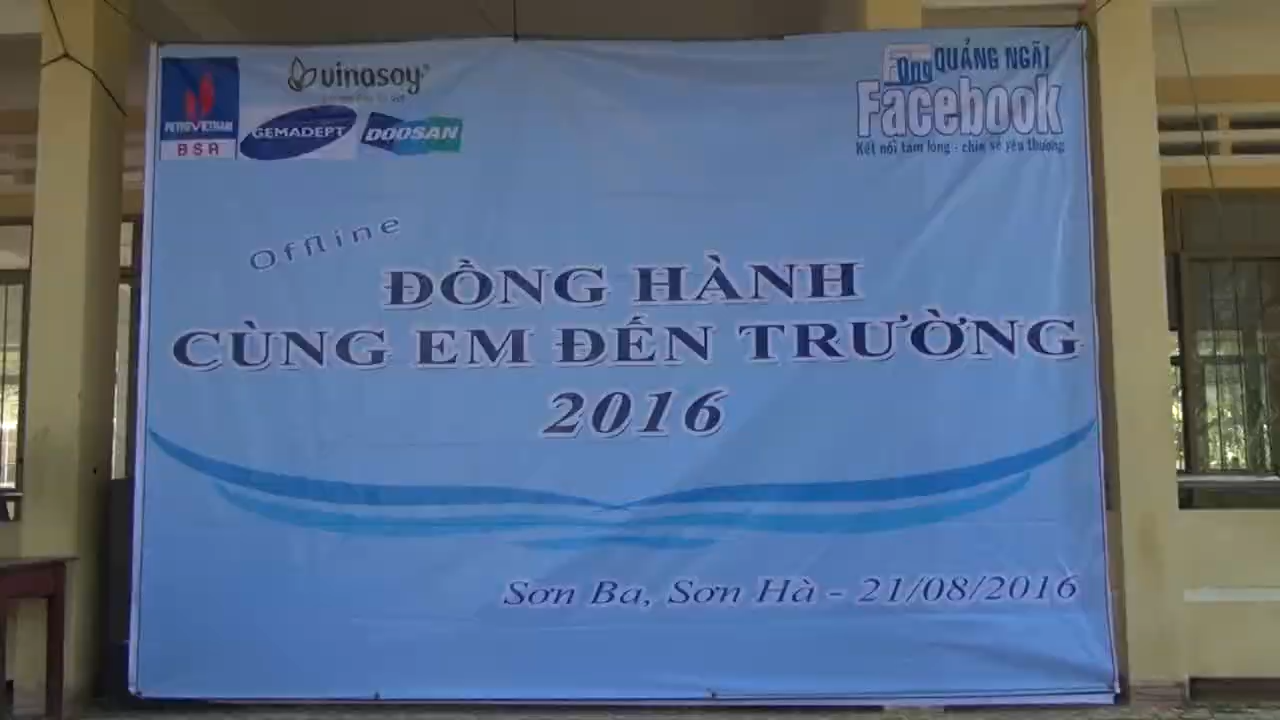 vinasoy
PETROVIETNAM
BSR
GEMADEPT
DOOSAN
QUẢNG NGÃI
Facebook
Kết nối tấm lòng - chia sẻ yêu thương
Offline
ĐỒNG HÀNH
CÙNG EM ĐẾN TRƯỜNG
2016
Sơn Ba, Sơn Hà - 21/08/2016